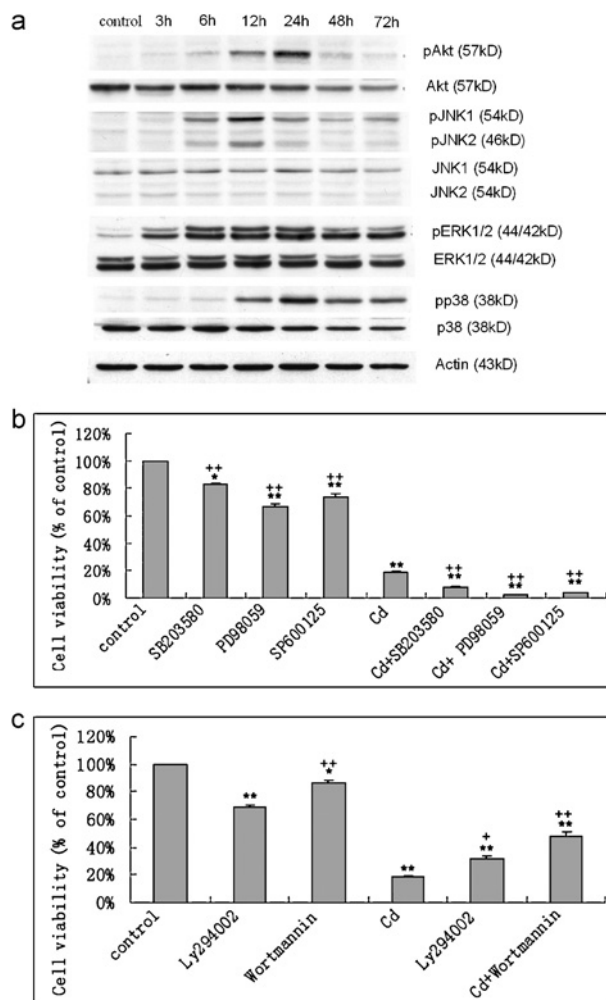 a
control 3h 6h 12h 24h 48h 72h
pAkt (57kD)
Akt (57kD)
pJNK1 (54kD)
pJNK2 (46kD)
JNK1 (54kD)
JNK2 (54kD)
pERK1/2 (44/42kD)
ERK1/2 (44/42kD)
pp38 (38kD)
p38 (38kD)
Actin (43kD)
b
Cell viability (% of control)
120%
100%
80%
60%
40%
20%
0%
++ ++ ++ ++ ++ ++
* ** ** ** ** ** **
control SB203580 PD98059 SP600125 Cd Cd+SB203580 Cd+ PD98059 Cd+SP600125
c
Cell viability (% of control)
120%
100%
80%
60%
40%
20%
0%
++ + ++
** * ** ** **
control Ly294002 Wortmannin Cd Ly294002 Cd+Wortmannin